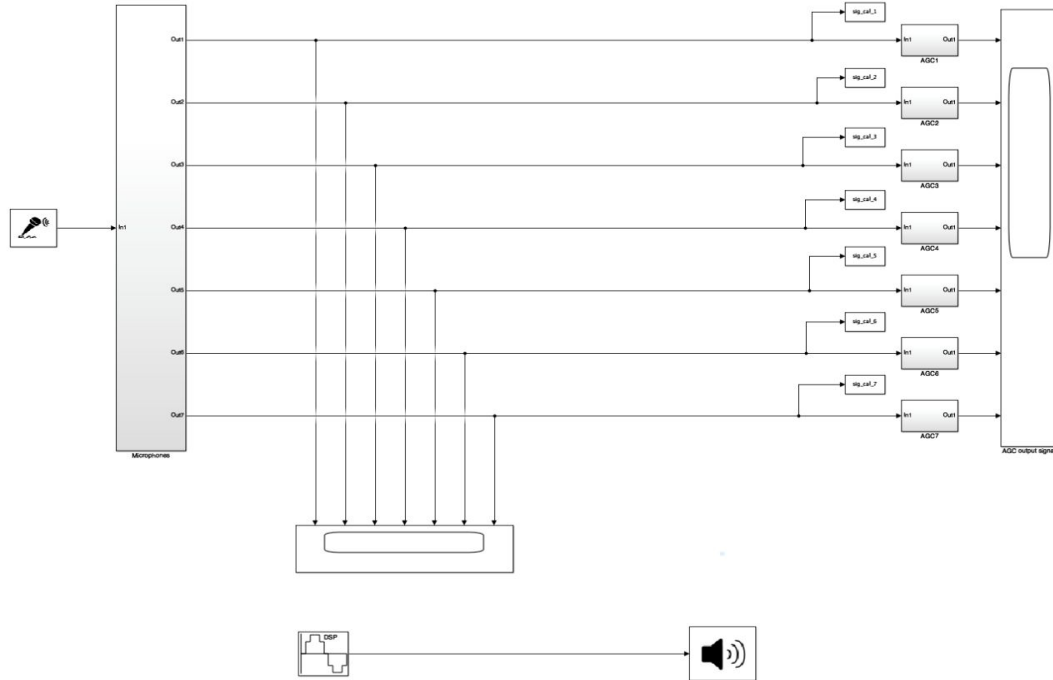 sig_cal_1
Out1
In1 Out1
AGC1
sig_cal_2
Out2
In1 Out1
AGC2
sig_cal_3
Out3
In1 Out1
AGC3
sig_cal_4
In1
Out4
In1 Out1
AGC4
sig_cal_5
Out5
In1 Out1
AGC5
sig_cal_6
Out6
In1 Out1
AGC6
sig_cal_7
Out7
In1 Out1
AGC7
Microphones
AGC output signa
DSP